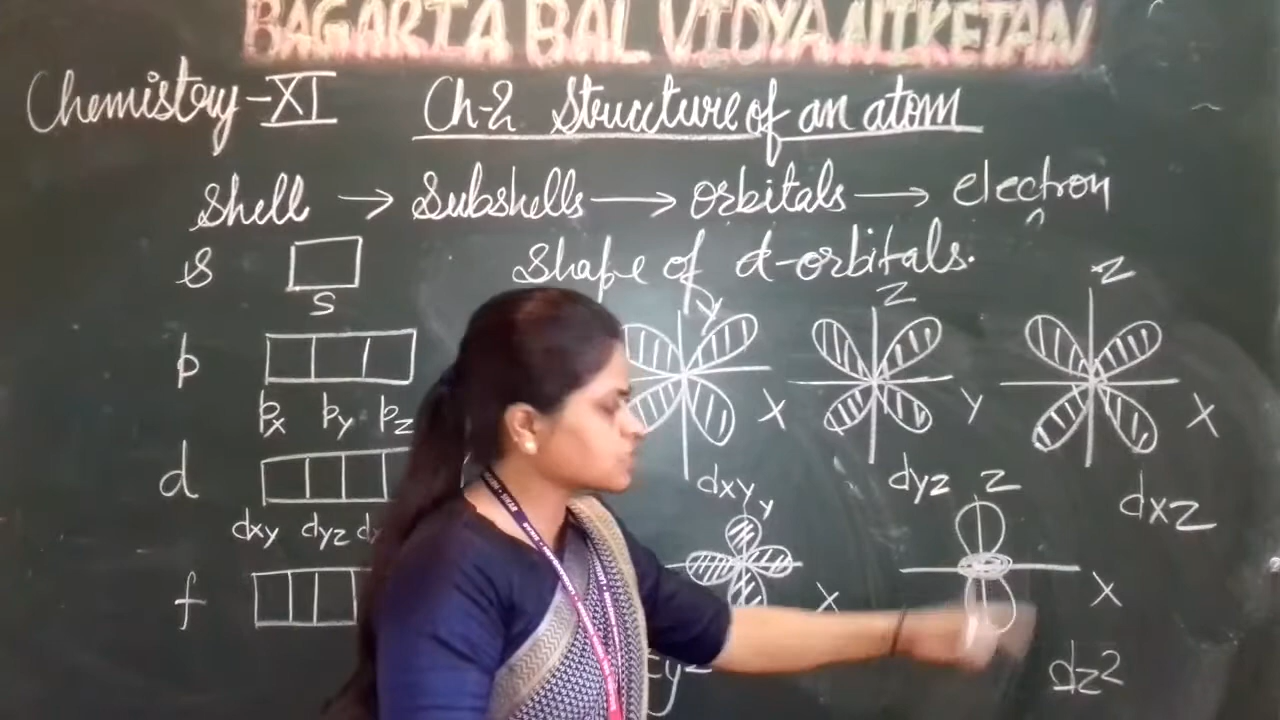 BAGARIA BAL VIDYA NIKETAN
Chemistry-XI Ch-2 Structure of an atom
Shell → Subshells → orbitals → electron
s
S
Shape of d-orbitals.
p
px py pz
Y
X
dxy
Z
Y
dyz
Z
X
dxz
d
dxy dyz
f
y
X
Z
X
dz²